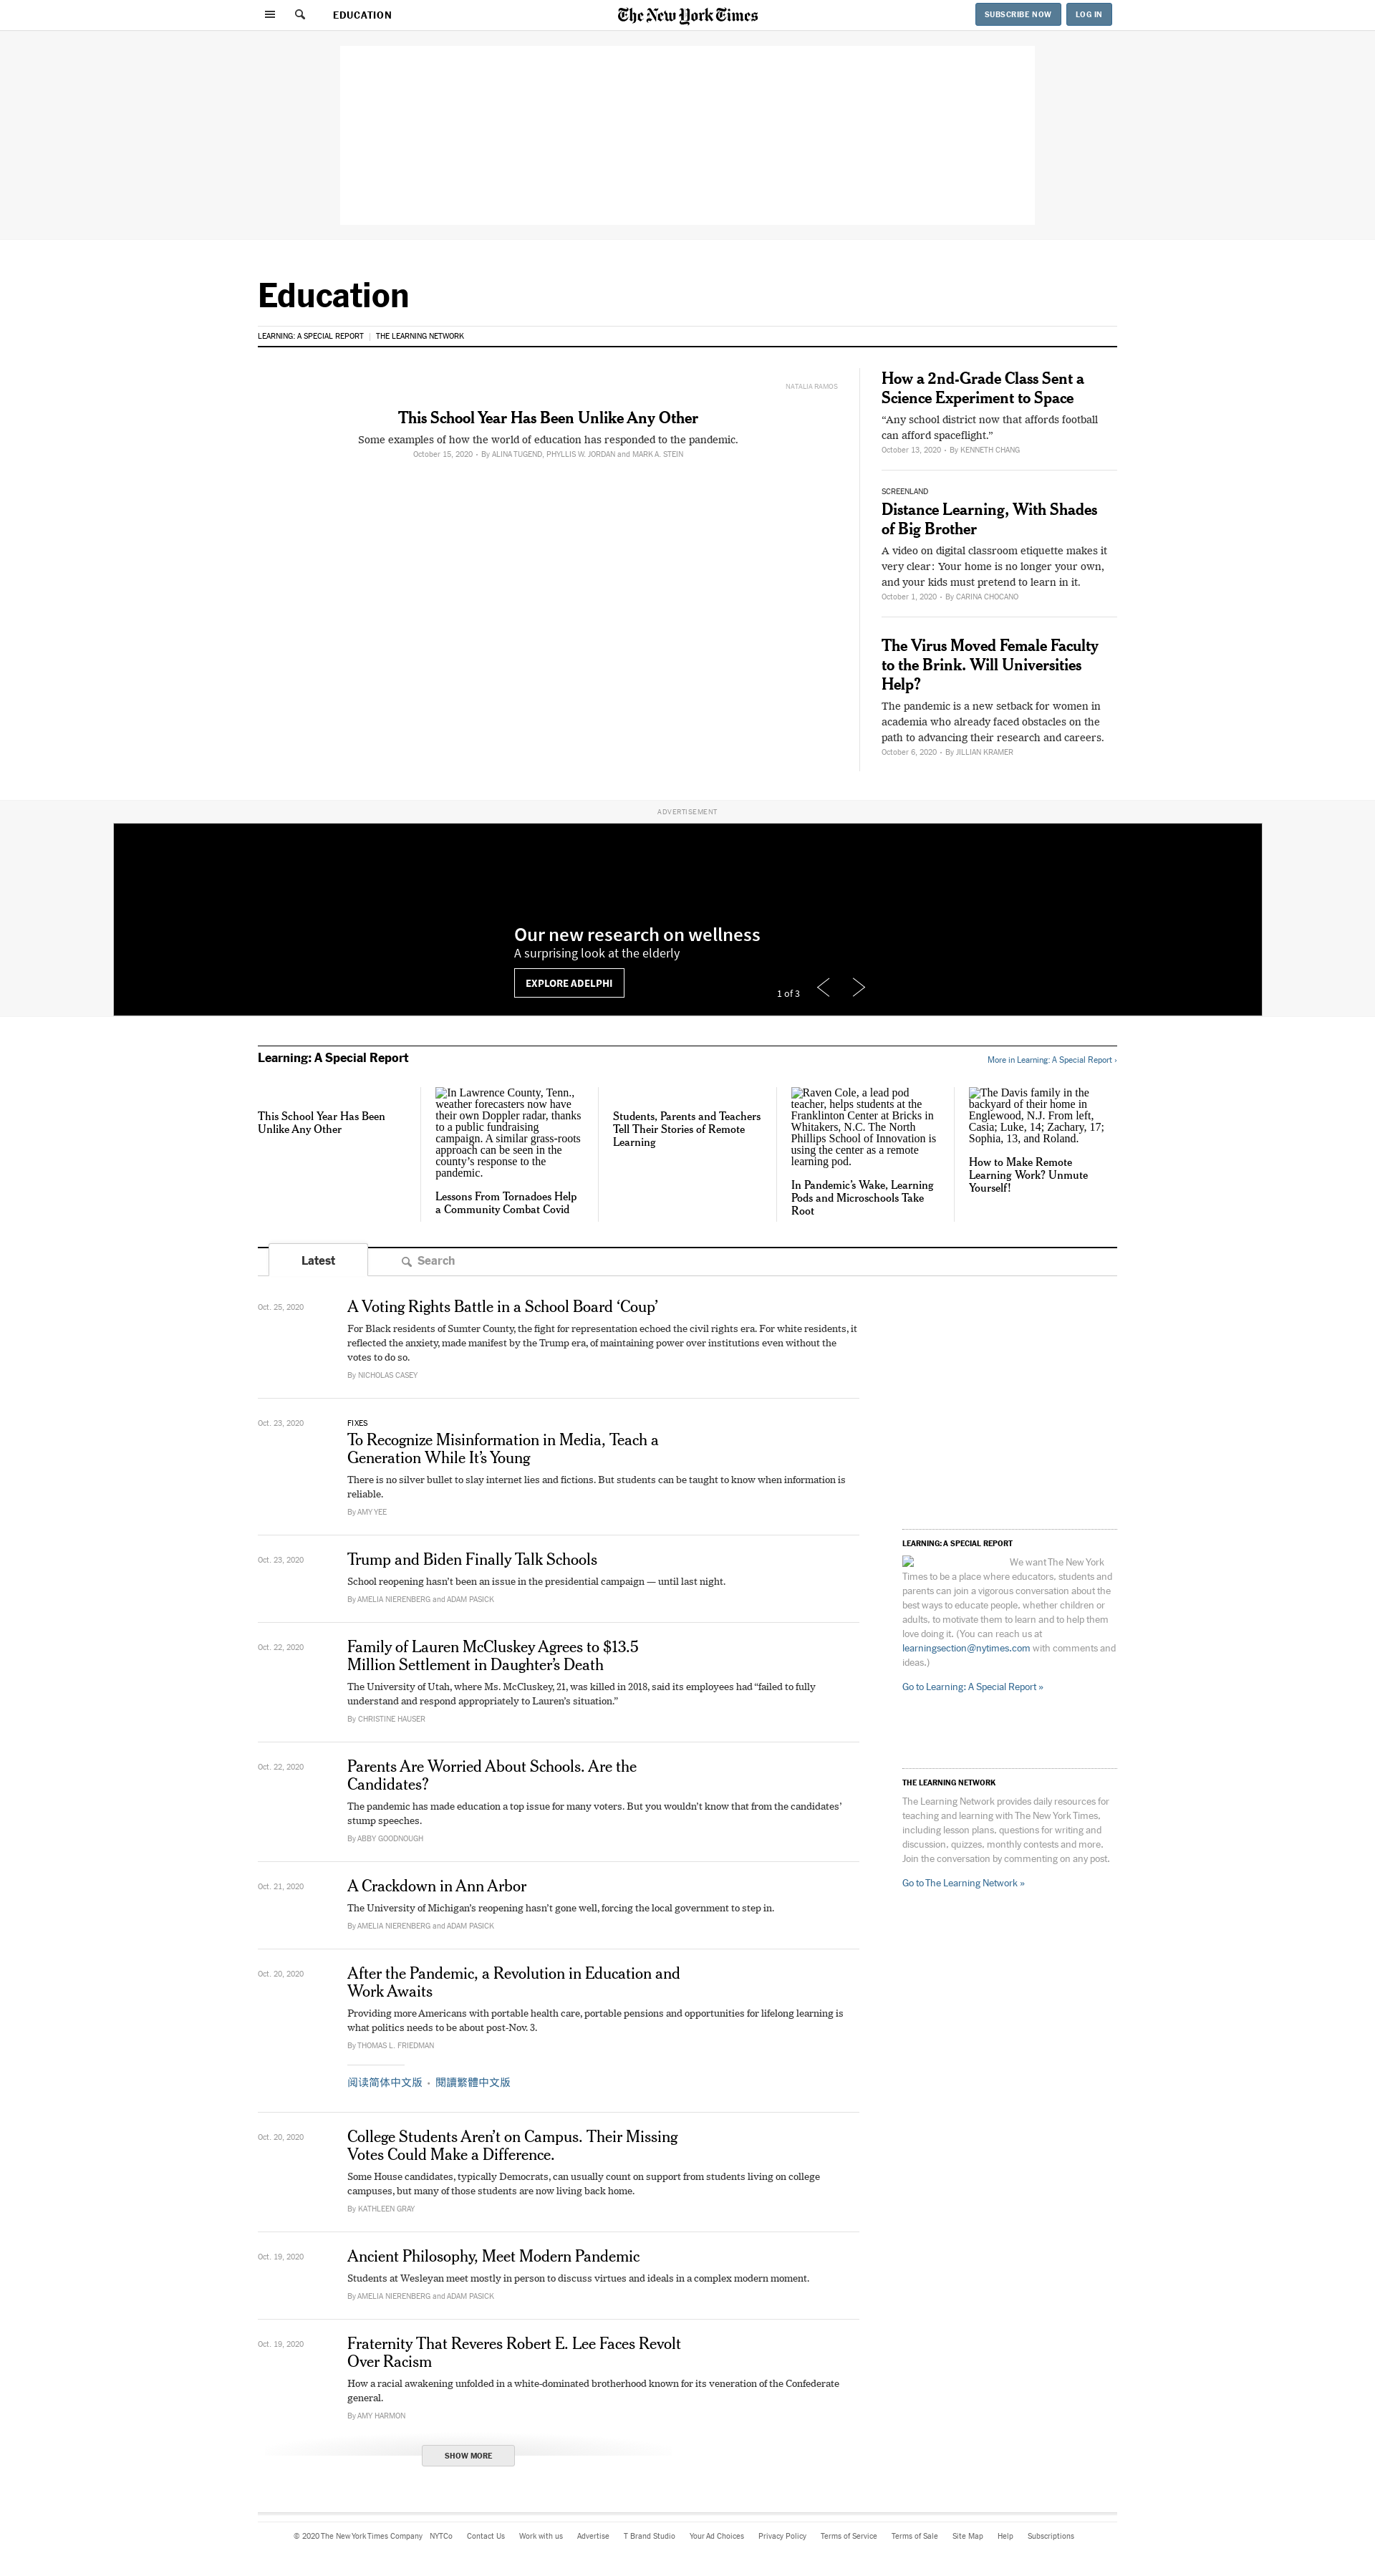 EDUCATION
The New York Times
SUBSCRIBE NOW
LOG IN
Education
LEARNING: A SPECIAL REPORT | THE LEARNING NETWORK
NATALIA RAMOS
This School Year Has Been Unlike Any Other
Some examples of how the world of education has responded to the pandemic.
October 15, 2020 • By ALINA TUGEND, PHYLLIS W. JORDAN and MARK A. STEIN
How a 2nd-Grade Class Sent a
Science Experiment to Space
“Any school district now that affords football
can afford spaceflight.”
October 13, 2020 • By KENNETH CHANG
SCREENLAND
Distance Learning, With Shades
of Big Brother
A video on digital classroom etiquette makes it
very clear: Your home is no longer your own,
and your kids must pretend to learn in it.
October 1, 2020 • By CARINA CHOCANO
The Virus Moved Female Faculty
to the Brink. Will Universities
Help?
The pandemic is a new setback for women in
academia who already faced obstacles on the
path to advancing their research and careers.
October 6, 2020 • By JILLIAN KRAMER
ADVERTISEMENT
Our new research on wellness
A surprising look at the elderly
EXPLORE ADELPHI
1 of 3
Learning: A Special Report
More in Learning: A Special Report ›
This School Year Has Been
Unlike Any Other
In Lawrence County, Tenn.,
weather forecasters now have
their own Doppler radar, thanks
to a public fundraising
campaign. A similar grass-roots
approach can be seen in the
county’s response to the
pandemic.
Lessons From Tornadoes Help
a Community Combat Covid
Students, Parents and Teachers
Tell Their Stories of Remote
Learning
Raven Cole, a lead pod
teacher, helps students at the
Franklinton Center at Bricks in
Whitakers, N.C. The North
Phillips School of Innovation is
using the center as a remote
learning pod.
In Pandemic’s Wake, Learning
Pods and Microschools Take
Root
The Davis family in the
backyard of their home in
Englewood, N.J. From left,
Casia; Luke, 14; Zachary, 17;
Sophia, 13, and Roland.
How to Make Remote
Learning Work? Unmute
Yourself!
Latest
Search
Oct. 25, 2020
A Voting Rights Battle in a School Board ‘Coup’
For Black residents of Sumter County, the fight for representation echoed the civil rights era. For white residents, it
reflected the anxiety, made manifest by the Trump era, of maintaining power over institutions even without the
votes to do so.
By NICHOLAS CASEY
Oct. 23, 2020
FIXES
To Recognize Misinformation in Media, Teach a
Generation While It’s Young
There is no silver bullet to slay internet lies and fictions. But students can be taught to know when information is
reliable.
By AMY YEE
Oct. 23, 2020
Trump and Biden Finally Talk Schools
School reopening hasn’t been an issue in the presidential campaign — until last night.
By AMELIA NIERENBERG and ADAM PASICK
Oct. 22, 2020
Family of Lauren McCluskey Agrees to $13.5
Million Settlement in Daughter’s Death
The University of Utah, where Ms. McCluskey, 21, was killed in 2018, said its employees had “failed to fully
understand and respond appropriately to Lauren’s situation.”
By CHRISTINE HAUSER
Oct. 22, 2020
Parents Are Worried About Schools. Are the
Candidates?
The pandemic has made education a top issue for many voters. But you wouldn’t know that from the candidates’
stump speeches.
By ABBY GOODNOUGH
Oct. 21, 2020
A Crackdown in Ann Arbor
The University of Michigan’s reopening hasn’t gone well, forcing the local government to step in.
By AMELIA NIERENBERG and ADAM PASICK
Oct. 20, 2020
After the Pandemic, a Revolution in Education and
Work Awaits
Providing more Americans with portable health care, portable pensions and opportunities for lifelong learning is
what politics needs to be about post-Nov. 3.
By THOMAS L. FRIEDMAN
阅读简体中文版 • 閱讀繁體中文版
Oct. 20, 2020
College Students Aren’t on Campus. Their Missing
Votes Could Make a Difference.
Some House candidates, typically Democrats, can usually count on support from students living on college
campuses, but many of those students are now living back home.
By KATHLEEN GRAY
Oct. 19, 2020
Ancient Philosophy, Meet Modern Pandemic
Students at Wesleyan meet mostly in person to discuss virtues and ideals in a complex modern moment.
By AMELIA NIERENBERG and ADAM PASICK
Oct. 19, 2020
Fraternity That Reveres Robert E. Lee Faces Revolt
Over Racism
How a racial awakening unfolded in a white-dominated brotherhood known for its veneration of the Confederate
general.
By AMY HARMON
SHOW MORE
LEARNING: A SPECIAL REPORT
We want The New York
Times to be a place where educators, students and
parents can join a vigorous conversation about the
best ways to educate people, whether children or
adults, to motivate them to learn and to help them
love doing it. (You can reach us at
learningsection@nytimes.com with comments and
ideas.)
Go to Learning: A Special Report »
THE LEARNING NETWORK
The Learning Network provides daily resources for
teaching and learning with The New York Times,
including lesson plans, questions for writing and
discussion, quizzes, monthly contests and more.
Join the conversation by commenting on any post.
Go to The Learning Network »
© 2020 The New York Times Company NYTCo Contact Us Work with us Advertise T Brand Studio Your Ad Choices Privacy Policy Terms of Service Terms of Sale Site Map Help Subscriptions